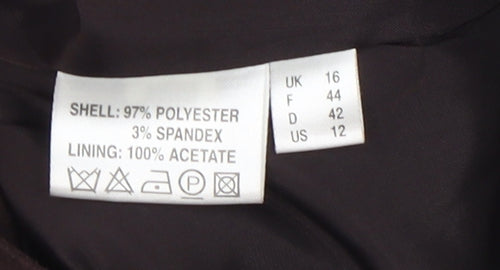 SHELL: 97% POLYESTER
3% SPANDEX
LINING: 100% ACETATE
P
UK 16
F 44
D 42
US 12